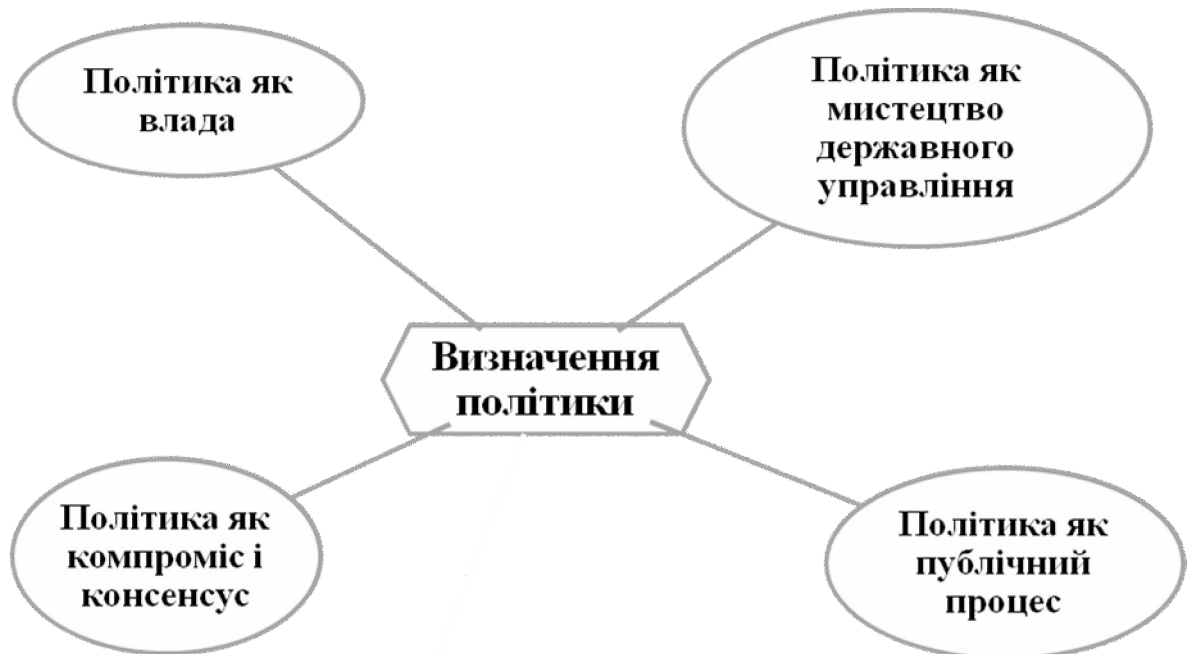 Політика як
влада
Політика як
мистецтво
державного
управління
Визначення
політики
Політика як
компроміс і
консенсус
Політика як
публічний
процес